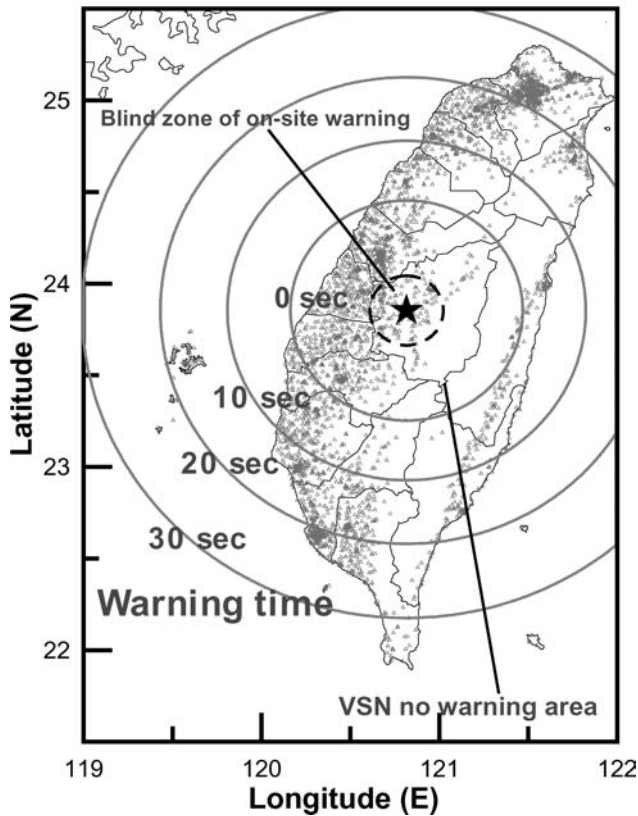 25
Blind zone of on-site warning
24
0 sec
10 sec
23
20 sec
30 sec
Warning time
22
VSN no warning area
119
120
121
122
Longitude (E)
Latitude (N)